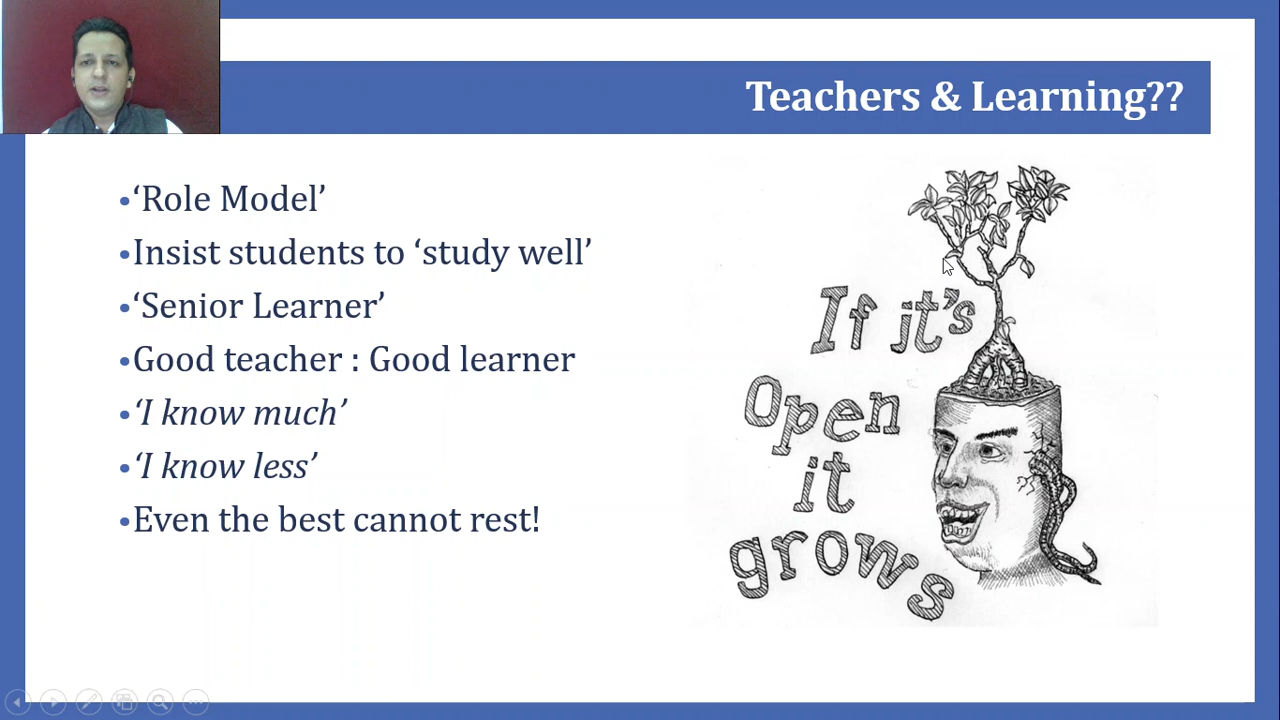 Teachers & Learning??
•‘Role Model’
•Insist students to ‘study well’
•‘Senior Learner’
•Good teacher : Good learner
•‘I know much’
•‘I know less’
•Even the best cannot rest!
If it's
Open
it
grows